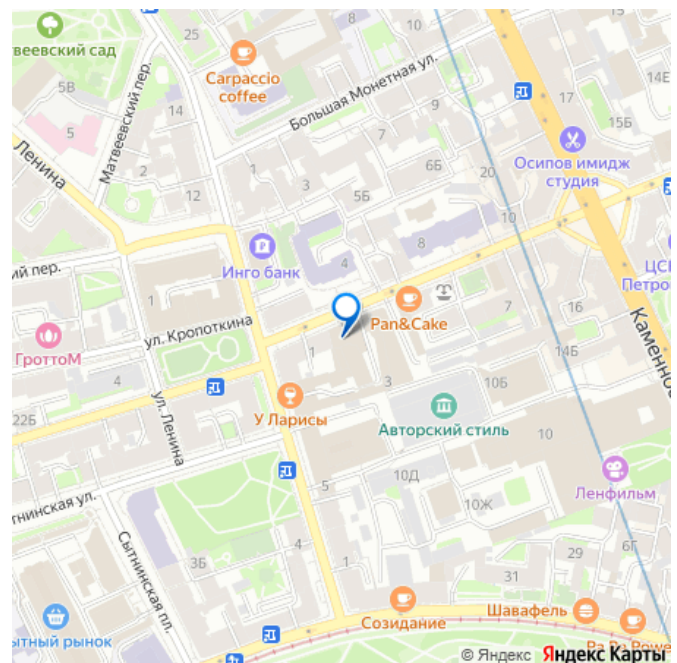 25
10
8
14Е
твеевский сад
Carpaccio
coffee
Большая Монетная ул.
5В
Матвеевский пер.
14
9
17
15Б
5
7
Осипов имидж
студия
Ленина
2
1
6Б
20
3
12
5Б
10
8
Инго банк
4
ий пер.
ЦС
Петро
1
Pan&Cake
7
16
ГроттоМ
ул. Кропоткина
1
Каменноо
4
3
14Б
10Б
22Б
ул. Ленина
У Ларисы
Авторский стиль
10
10Д
Ленфильм
тнинская ул.
5
10Ж
Сытнинская пл.
3Б
4
1
29
6Г
31
ытный рынок
Созидание
Шавафель
© Яндекс Яндекс Карты